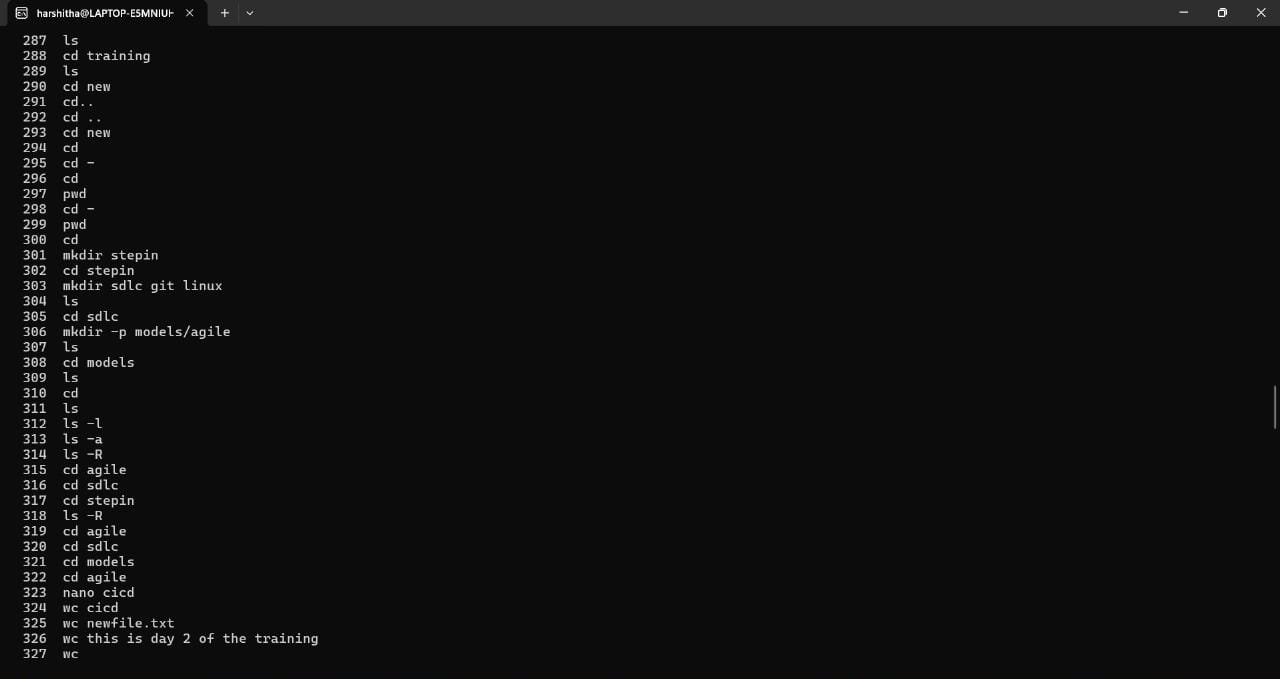 harshitha@LAPTOP-E5MNIUH
287 ls
288 cd training
289 ls
290 cd new
291 cd..
292 cd ..
293 cd new
294 cd
295 cd -
296 cd
297 pwd
298 cd -
299 pwd
300 cd
301 mkdir stepin
302 cd stepin
303 mkdir sdlc git linux
304 ls
305 cd sdlc
306 mkdir -p models/agile
307 ls
308 cd models
309 ls
310 cd
311 ls
312 ls -l
313 ls -a
314 ls -R
315 cd agile
316 cd sdlc
317 cd stepin
318 ls -R
319 cd agile
320 cd sdlc
321 cd models
322 cd agile
323 nano cicd
324 wc cicd
325 wc newfile.txt
326 wc this is day 2 of the training
327 wc